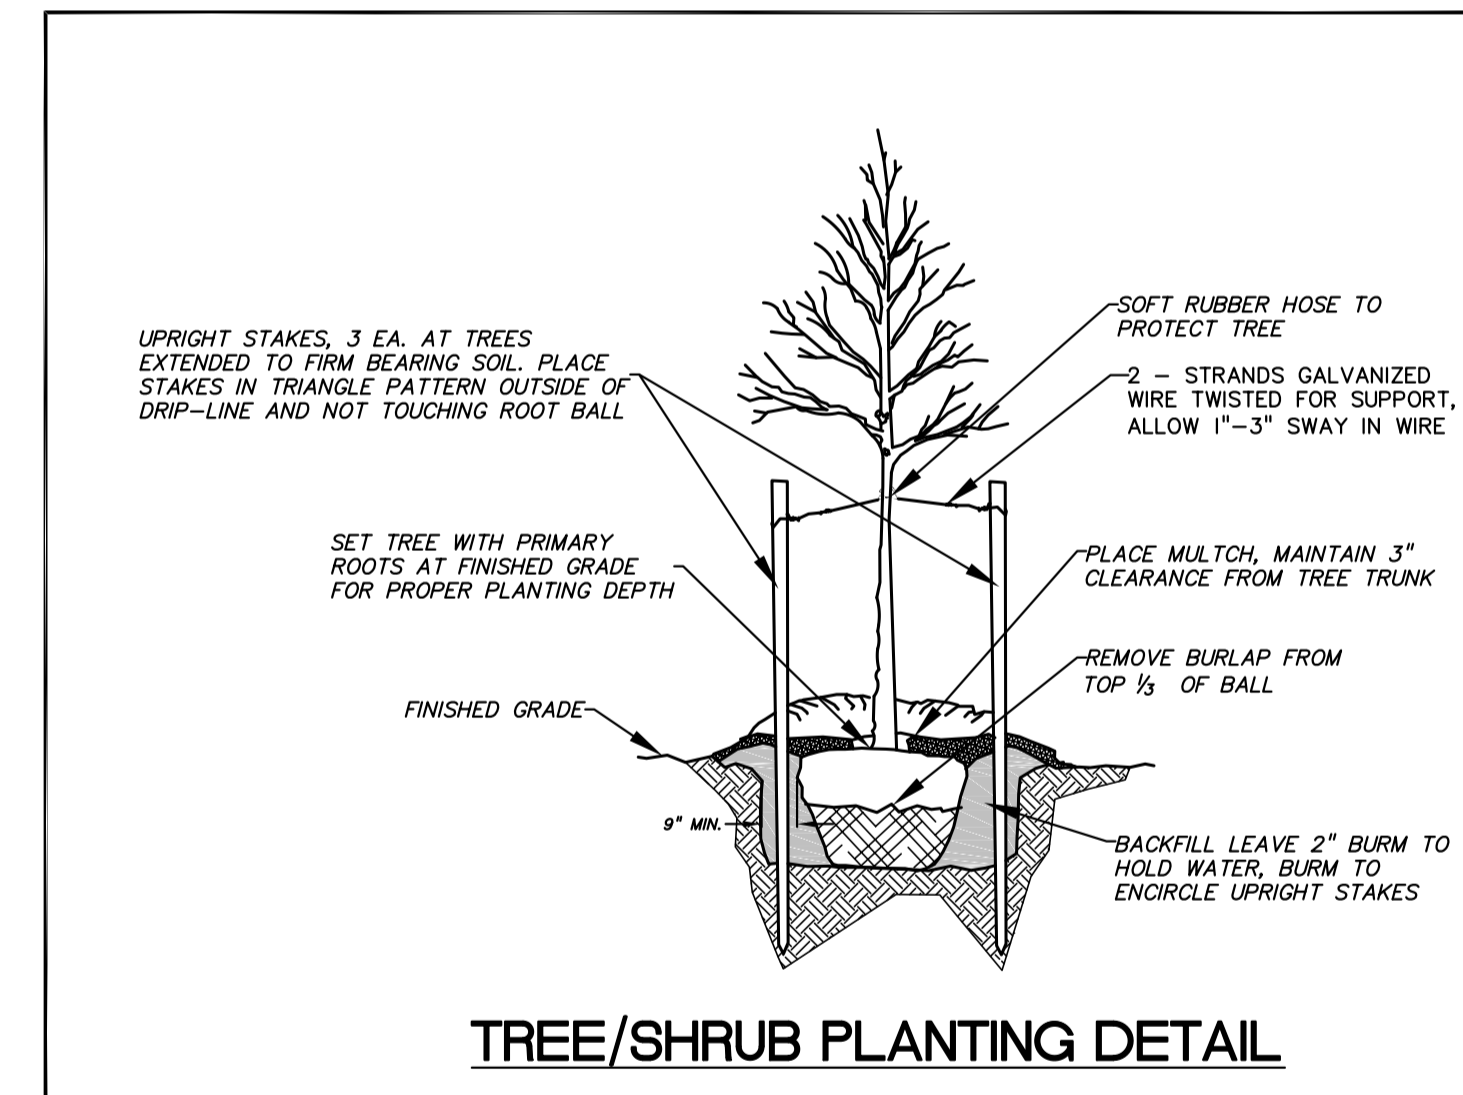 UPRIGHT STAKES, 3 EA. AT TREES
EXTENDED TO FIRM BEARING SOIL. PLACE
STAKES IN TRIANGLE PATTERN OUTSIDE OF
DRIP-LINE AND NOT TOUCHING ROOT BALL
SOFT RUBBER HOSE TO
PROTECT TREE
2 - STRANDS GALVANIZED
WIRE TWISTED FOR SUPPORT,
ALLOW 1"-3" SWAY IN WIRE
SET TREE WITH PRIMARY
ROOTS AT FINISHED GRADE
FOR PROPER PLANTING DEPTH
PLACE MULTCH, MAINTAIN 3"
CLEARANCE FROM TREE TRUNK
REMOVE BURLAP FROM
TOP ⅓ OF BALL
FINISHED GRADE
9" MIN.
BACKFILL LEAVE 2" BURM TO
HOLD WATER, BURM TO
ENCIRCLE UPRIGHT STAKES
TREE/SHRUB PLANTING DETAIL